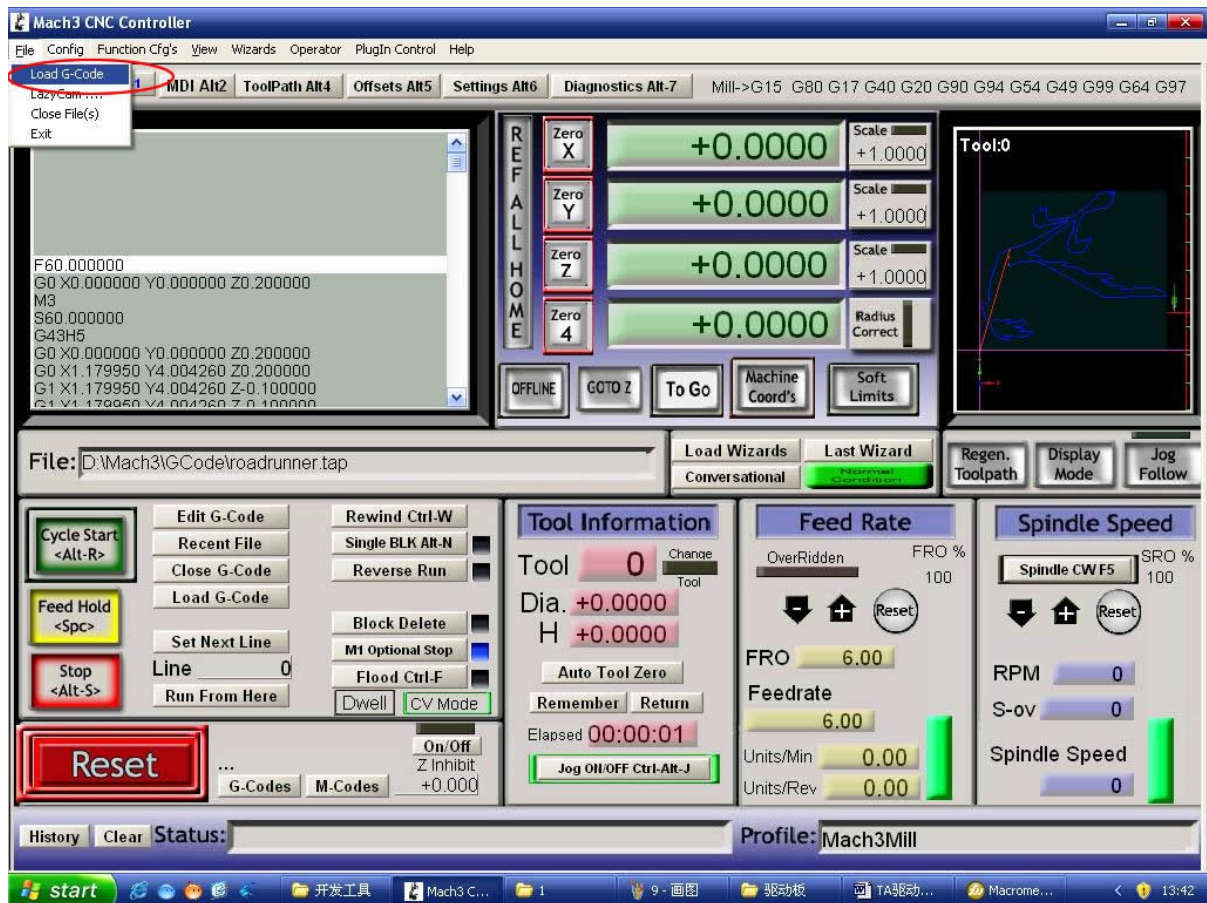 Mach3 CNC Controller
File Config Function Cfg's View Wizards Operator PlugIn Control Help
Load G-Code
LazyCam ....
Close File(s)
Exit
1 MDI Alt2 ToolPath Alt4 Offsets Alt5 Settings Alt6 Diagnostics Alt-7 Mill->G15 G80 G17 G40 G20 G90 G94 G54 G49 G99 G64 G97
F60.000000
G0 X0.000000 Y0.000000 Z0.200000
M3
S60.000000
G43H5
G0 X0.000000 Y0.000000 Z0.200000
G0 X1.179950 Y4.004260 Z0.200000
G1 X1.179950 Y4.004260 Z-0.100000
REF ALL HOME
Zero X +0.0000 Scale +1.0000
Zero Y +0.0000 Scale +1.0000
Zero Z +0.0000 Scale +1.0000
Zero 4 +0.0000 Radius Correct
OFFLINE GOTO Z To Go Machine Coord's Soft Limits
Tool:0
File: D:\Mach3\GCode\roadrunner.tap
Load Wizards Last Wizard
Conversational Normal Condition
Regen. Toolpath Display Mode Jog Follow
Cycle Start <Alt-R>
Feed Hold <Spc>
Stop <Alt-S>
Edit G-Code
Recent File
Close G-Code
Load G-Code
Set Next Line
Line 0
Run From Here
Rewind Ctrl-W
Single BLK Alt-N
Reverse Run
Block Delete
M1 Optional Stop
Flood Ctrl-F
Dwell CV Mode
Reset
...
G-Codes M-Codes
On/Off
Z Inhibit
+0.000
Tool Information
Tool 0 Change Tool
Dia. +0.0000
H +0.0000
Auto Tool Zero
Remember Return
Elapsed 00:00:01
Jog ON/OFF Ctrl-Alt-J
Feed Rate
OverRidden FRO %
100
Reset
FRO 6.00
Feedrate
6.00
Units/Min 0.00
Units/Rev 0.00
Spindle Speed
Spindle CW F5 SRO %
100
Reset
RPM 0
S-ov 0
Spindle Speed
0
History Clear Status:
Profile: Mach3Mill
start 开发工具 Mach3 C... 1 9 - 画图 驱动板 TA驱动... Macrome... 13:42